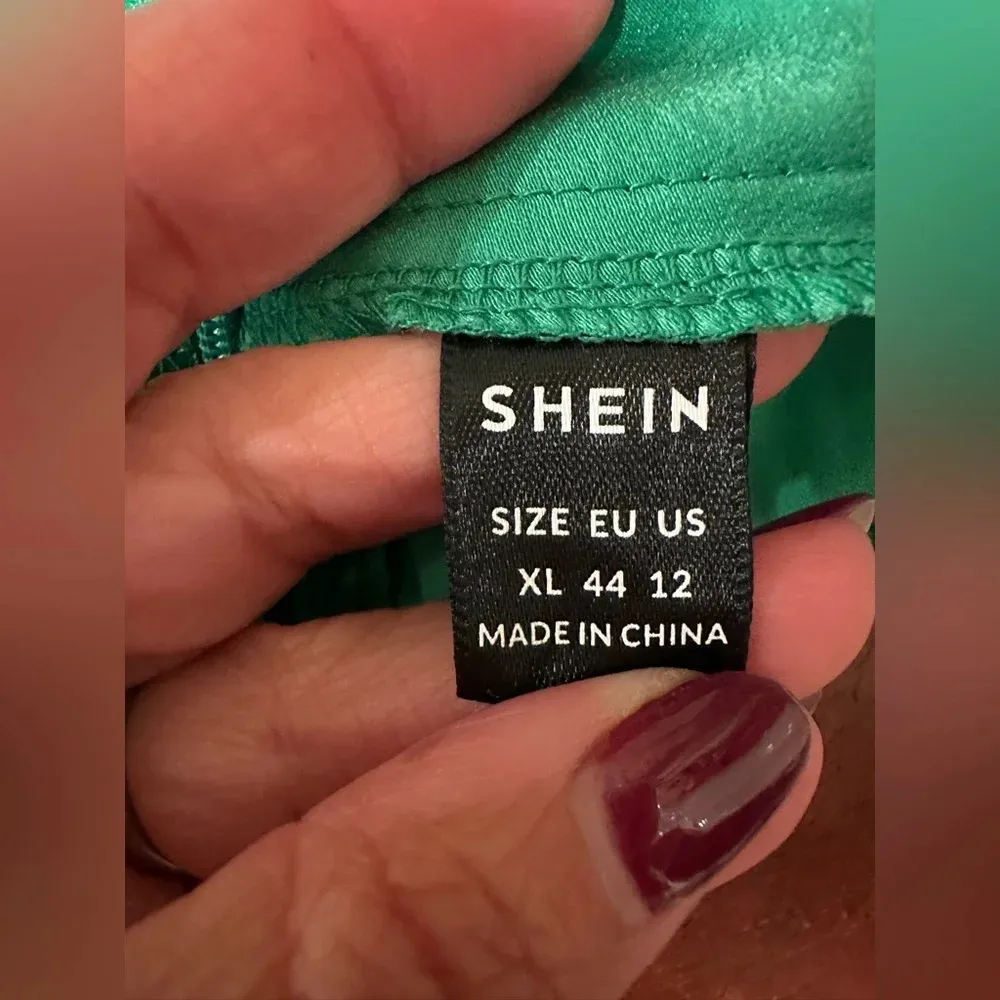 SHEIN
SIZE EU US
XL 44 12
MADE IN CHINA